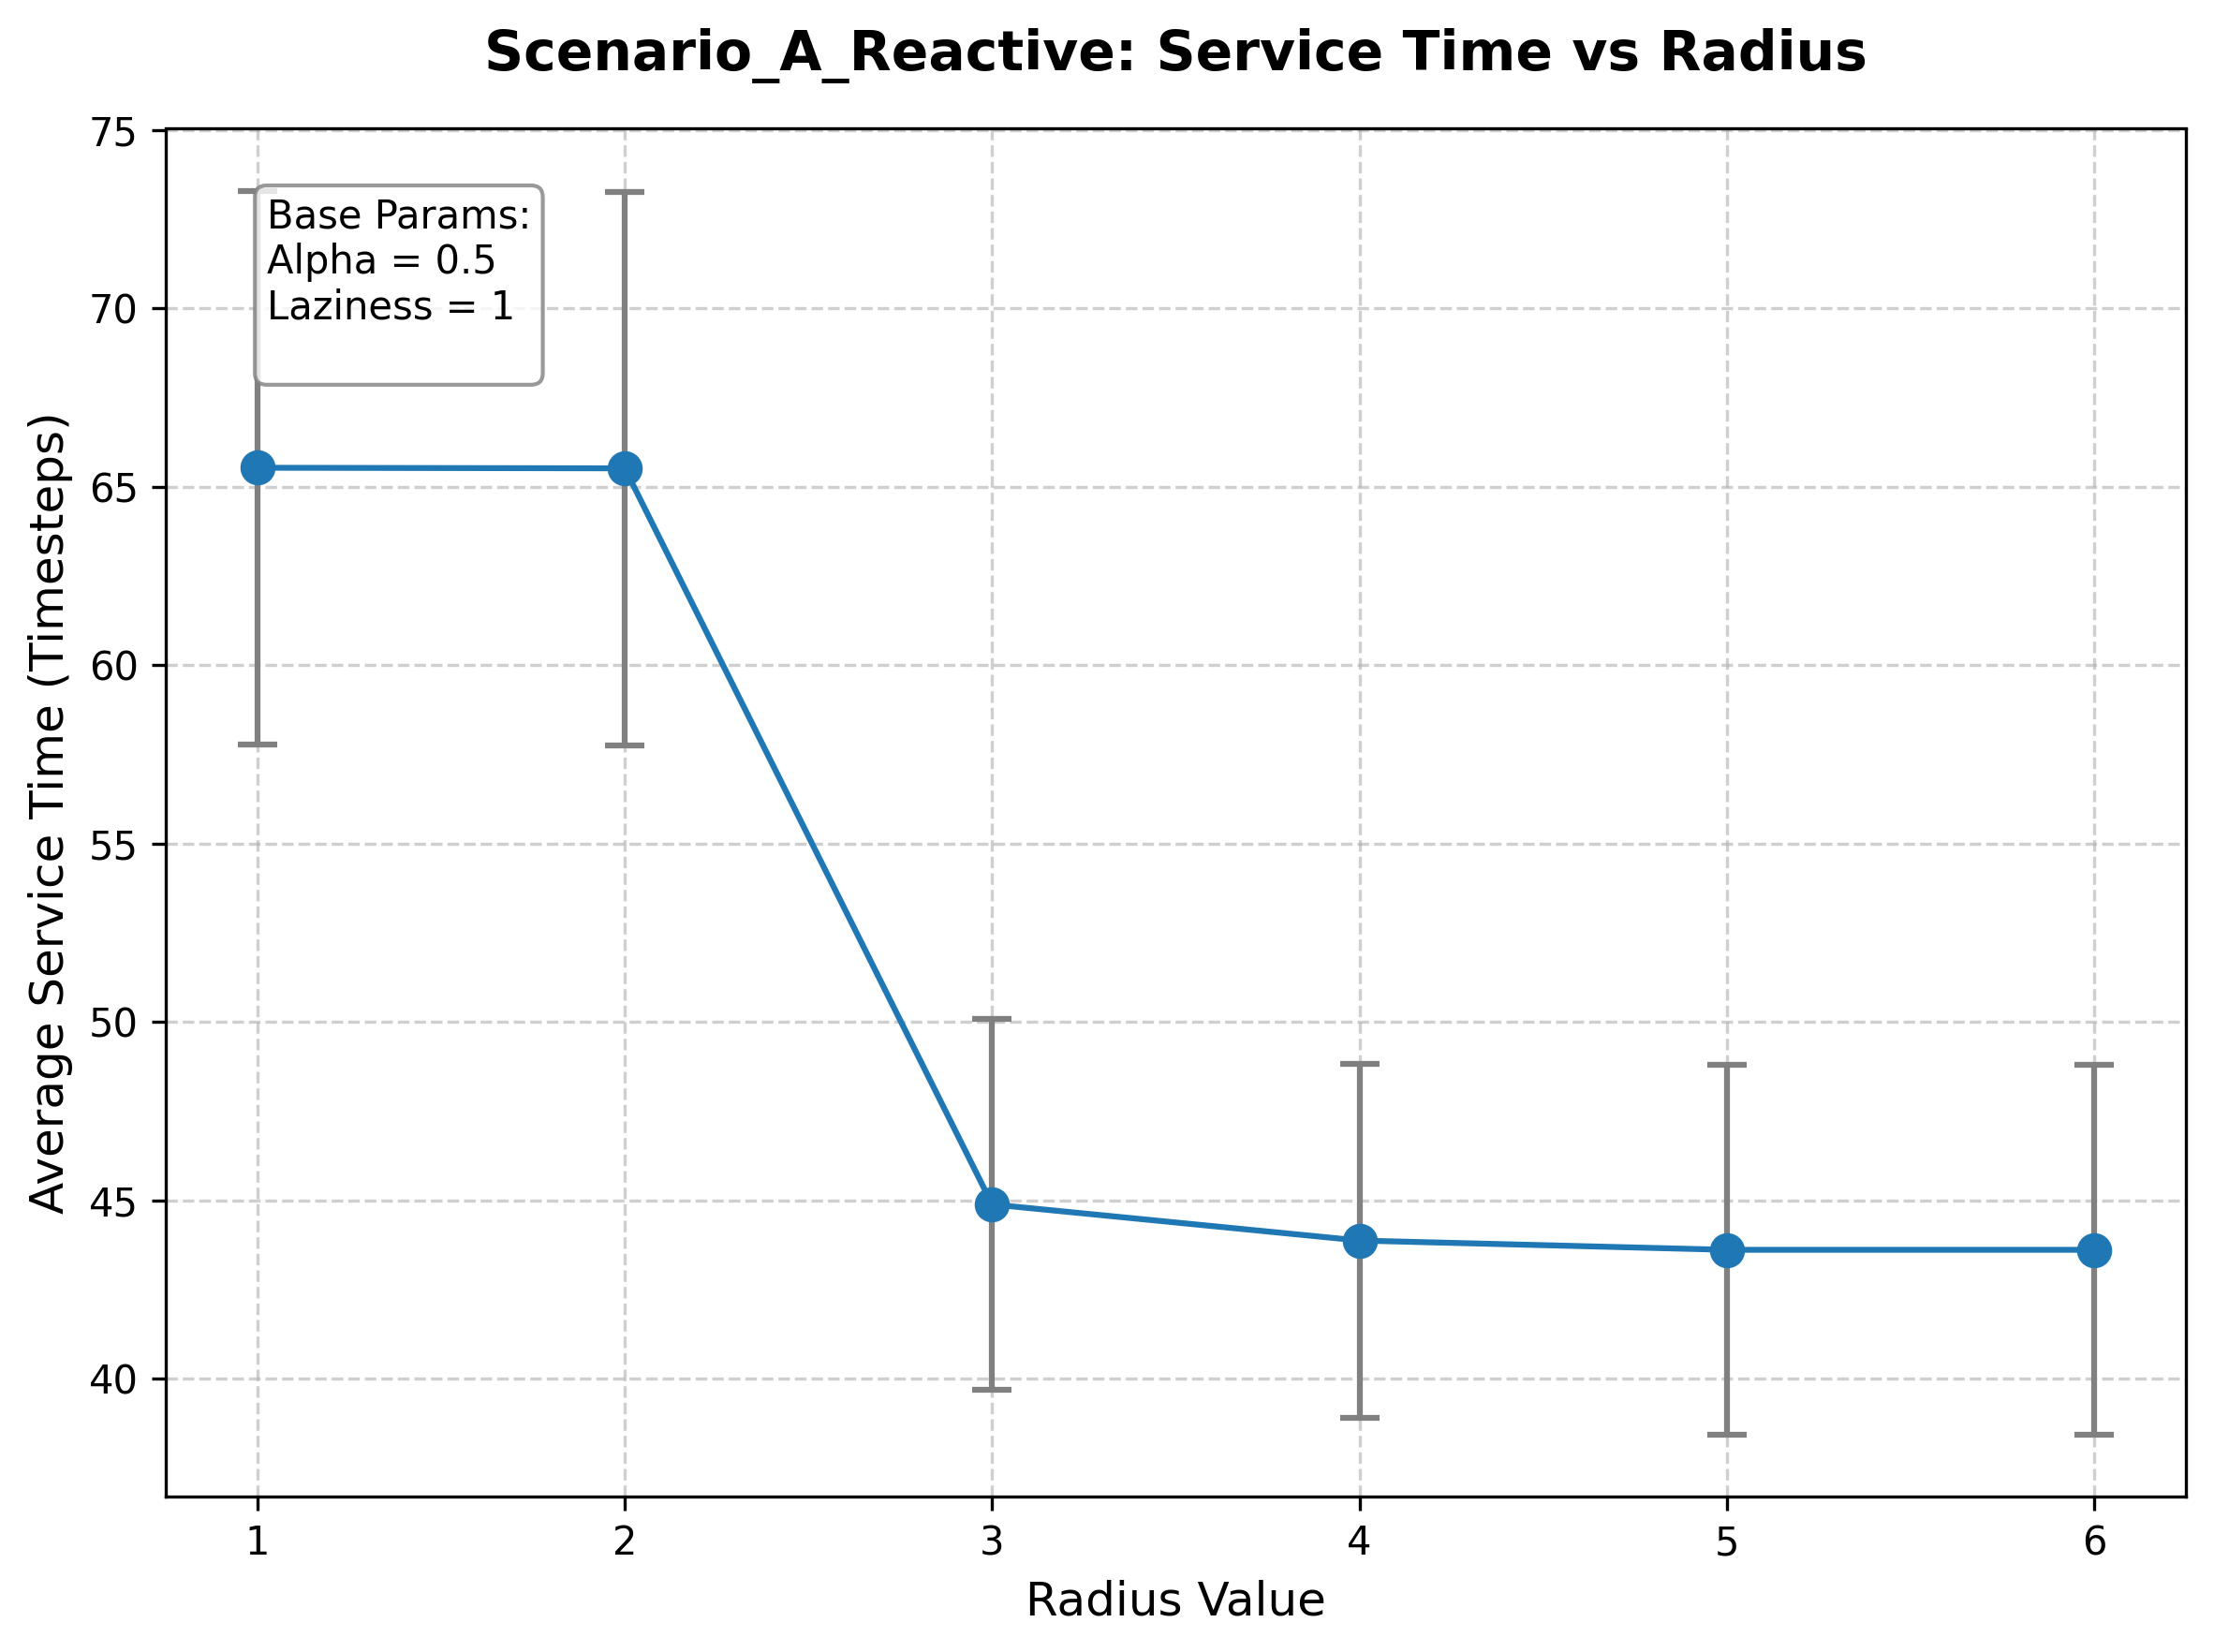 Scenario_A_Reactive: Service Time vs Radius
75
70
65
60
55
50
45
40
Average Service Time (Timesteps)
Base Params:
Alpha = 0.5
Laziness = 1
1 2 3 4 5 6
Radius Value